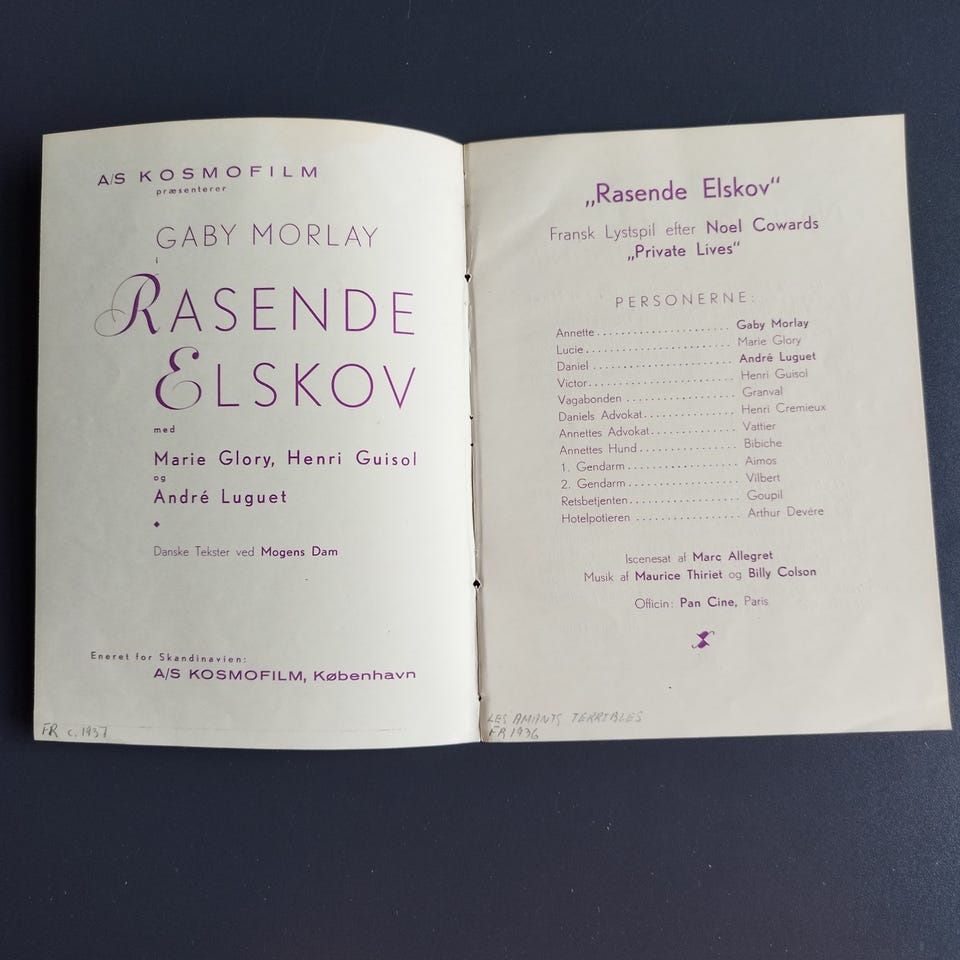 A/S KOSMOFILM
præsenterer
GABY MORLAY
i
RASENDE
ELSKOV
med
Marie Glory, Henri Guisol
og
André Luguet
Danske Tekster ved Mogens Dam
Eneret for Skandinavien:
A/S KOSMOFILM, København
FR c. 1937
„Rasende Elskov“
Fransk Lystspil efter Noel Cowards
„Private Lives“
PERSONERNE:
Annette ........................ Gaby Morlay
Lucie ........................ Marie Glory
Daniel ........................ André Luguet
Victor ........................ Henri Guisol
Vagabonden ........................ Granval
Daniels Advokat ................ Henri Cremieux
Annettes Advokat ............... Vattier
Annettes Hund .................. Bibiche
1. Gendarm ..................... Aimos
2. Gendarm ..................... Vilbert
Retsbetjenten .................. Goupil
Hotelpotieren .................. Arthur Devére
Iscenesat af Marc Allegret
Musik af Maurice Thiriet og Billy Colson
Officin: Pan Cine, Paris
LES AMANTS TERRIBLES
FR 1936